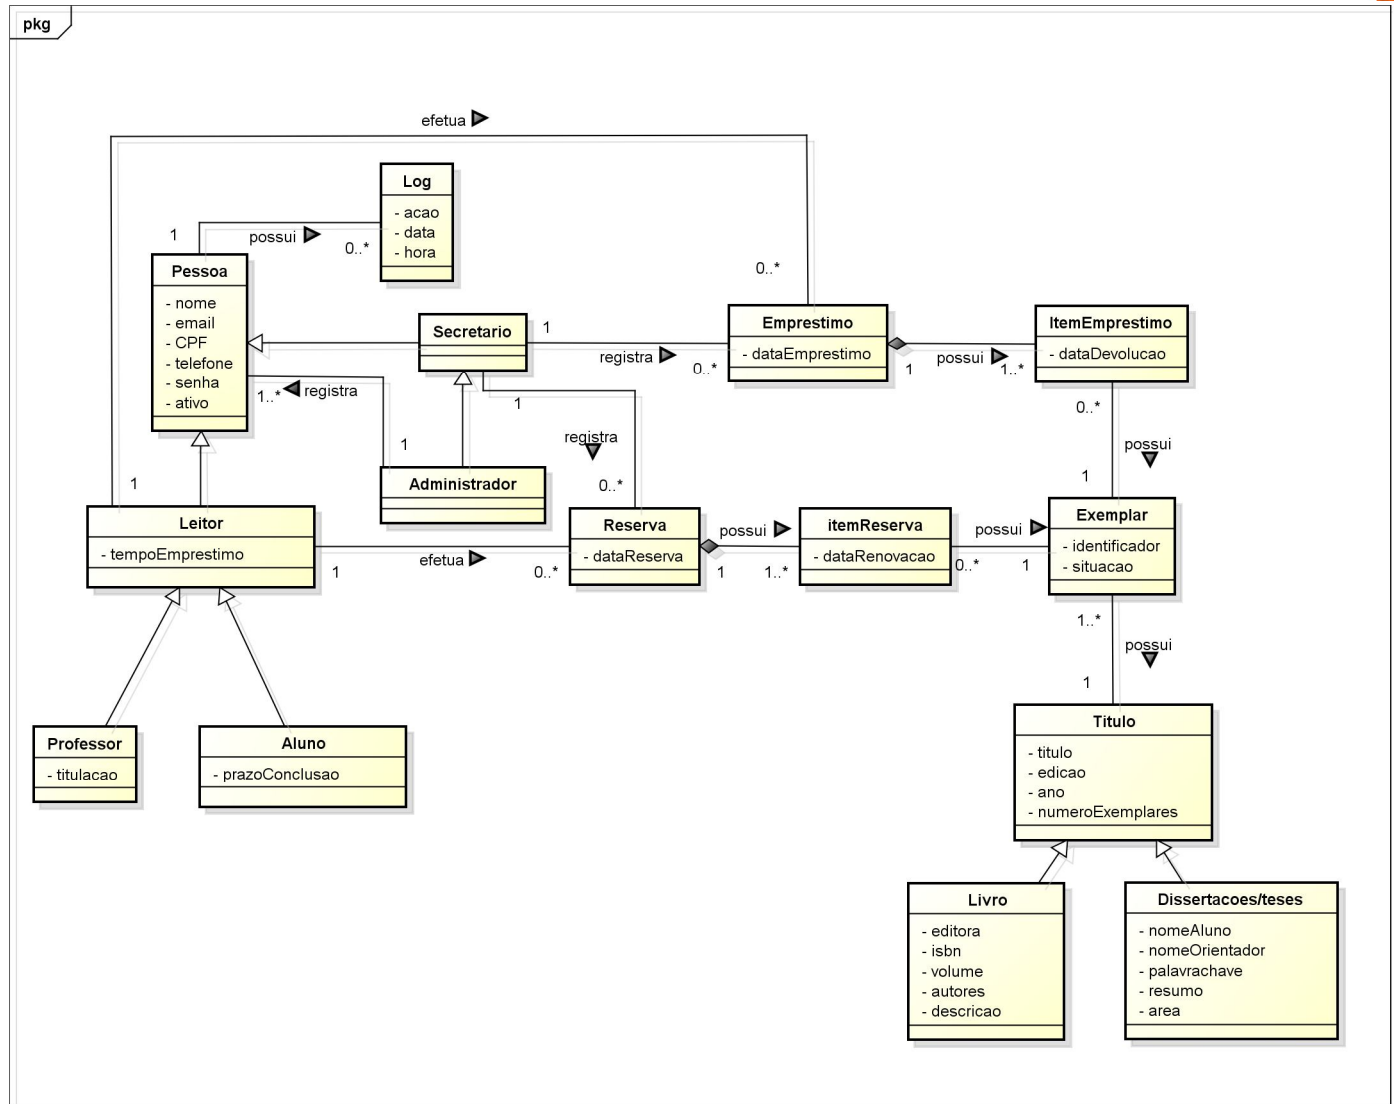 pkg
efetua
Log
- acao
- data
- hora
1
possui
0..*
Pessoa
- nome
- email
- CPF
- telefone
- senha
- ativo
0..*
Secretario
1
registra
0..*
Emprestimo
- dataEmprestimo
1
possui
1..*
ItemEmprestimo
- dataDevolucao
1..*
registra
1
1
registra
0..*
0..*
possui
1
Administrador
1
Leitor
- tempoEmprestimo
1
efetua
0..*
Reserva
- dataReserva
possui
1
1..*
itemReserva
- dataRenovacao
possui
0..*
1
Exemplar
- identificador
- situacao
1..*
possui
1
Professor
- titulacao
Aluno
- prazoConclusao
Titulo
- titulo
- edicao
- ano
- numeroExemplares
Livro
- editora
- isbn
- volume
- autores
- descricao
Dissertacoes/teses
- nomeAluno
- nomeOrientador
- palavrachave
- resumo
- area